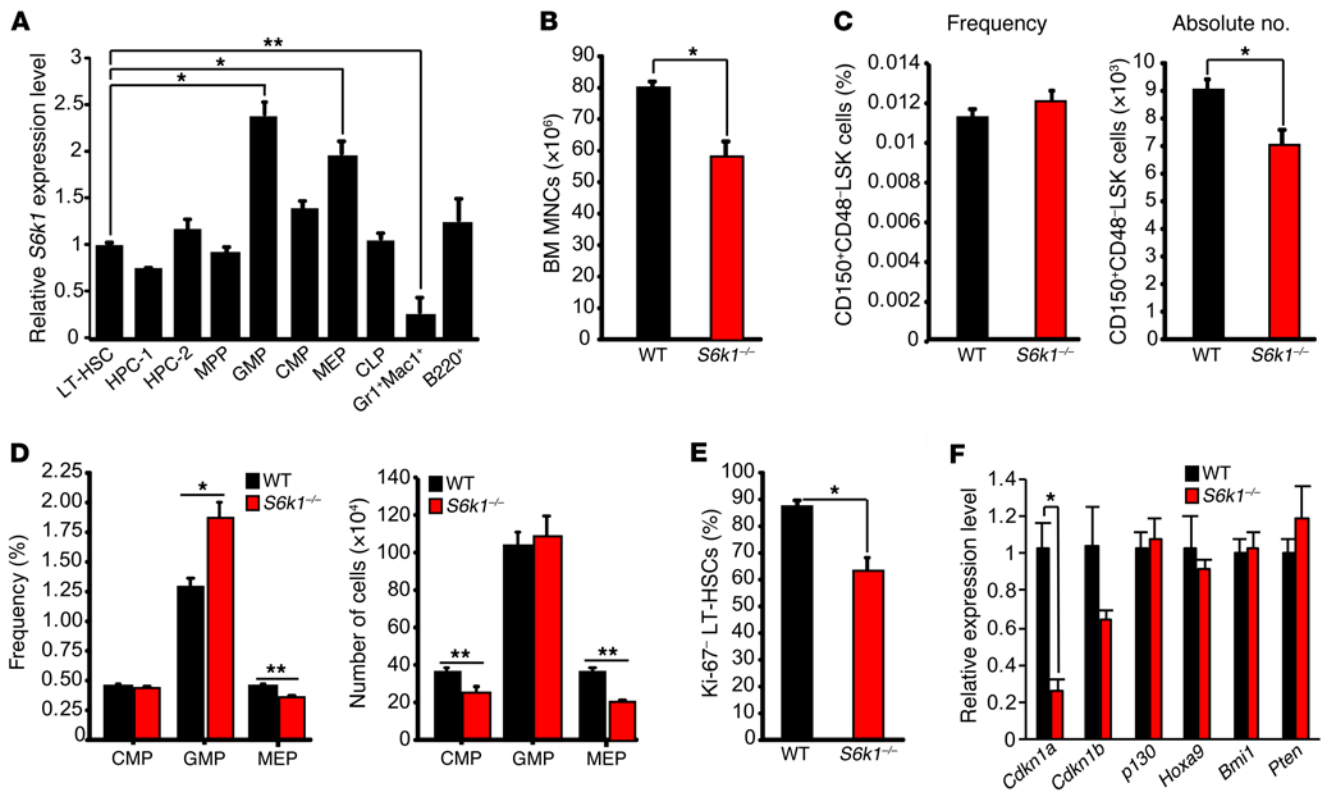 A
Relative S6k1 expression level
3
2.5
2
1.5
1
0.5
0
**
*
*
LT-HSC
HPC-1
HPC-2
MPP
GMP
CMP
MEP
CLP
Gr1⁺Mac1⁺
B220⁺
B
BM MNCs (×10⁶)
90
80
70
60
50
40
30
20
10
0
*
WT
S6k1⁻/⁻
C
Frequency
CD150⁺CD48⁻LSK cells (%)
0.014
0.012
0.01
0.008
0.006
0.004
0.002
0
WT
S6k1⁻/⁻
Absolute no.
CD150⁺CD48⁻LSK cells (×10³)
10
9
8
7
6
5
4
3
2
1
0
*
WT
S6k1⁻/⁻
D
Frequency (%)
2.25
2.00
1.75
1.50
1.25
1.00
0.75
0.50
0.25
0
WT
S6k1⁻/⁻
*
**
CMP
GMP
MEP
Number of cells (×10⁴)
140
120
100
80
60
40
20
0
WT
S6k1⁻/⁻
**
**
CMP
GMP
MEP
E
Ki-67⁻ LT-HSCs (%)
100
90
80
70
60
50
40
30
20
10
0
*
WT
S6k1⁻/⁻
F
Relative expression level
1.4
1.2
1
0.8
0.6
0.4
0.2
0
WT
S6k1⁻/⁻
*
Cdkn1a
Cdkn1b
p130
Hoxa9
Bmi1
Pten